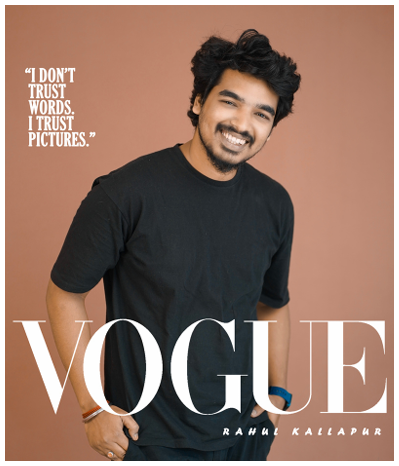 “I DON’T
TRUST
WORDS.
I TRUST
PICTURES.”
VOGUE
RAHUL KALLAPUR